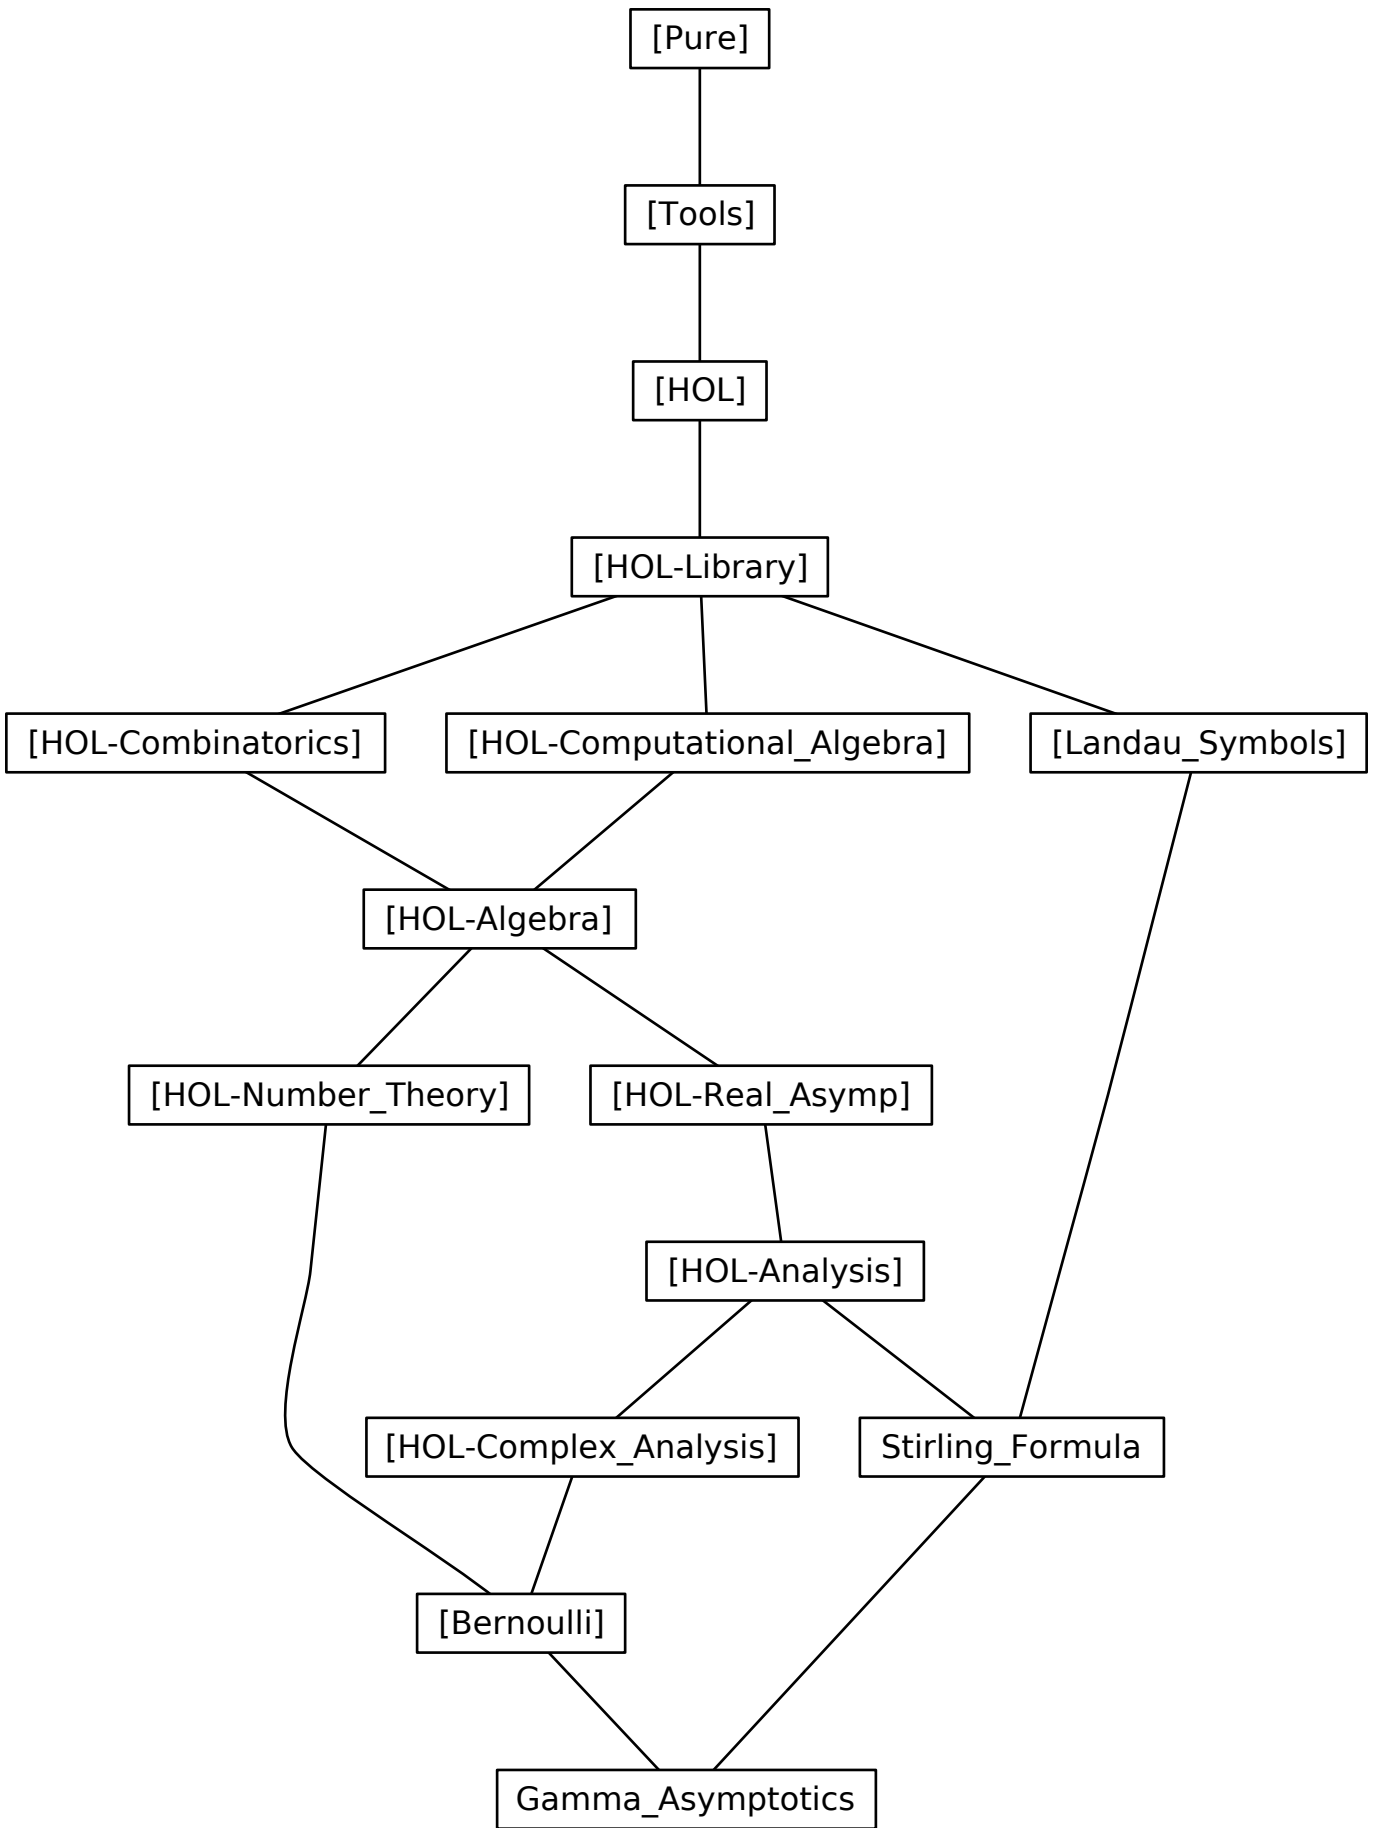 [Pure]
[Tools]
[HOL]
[HOL-Library]
[HOL-Combinatorics]
[HOL-Computational_Algebra]
[Landau_Symbols]
[HOL-Algebra]
[HOL-Number_Theory]
[HOL-Real_Asymp]
[HOL-Analysis]
[HOL-Complex_Analysis]
Stirling_Formula
[Bernoulli]
Gamma_Asymptotics